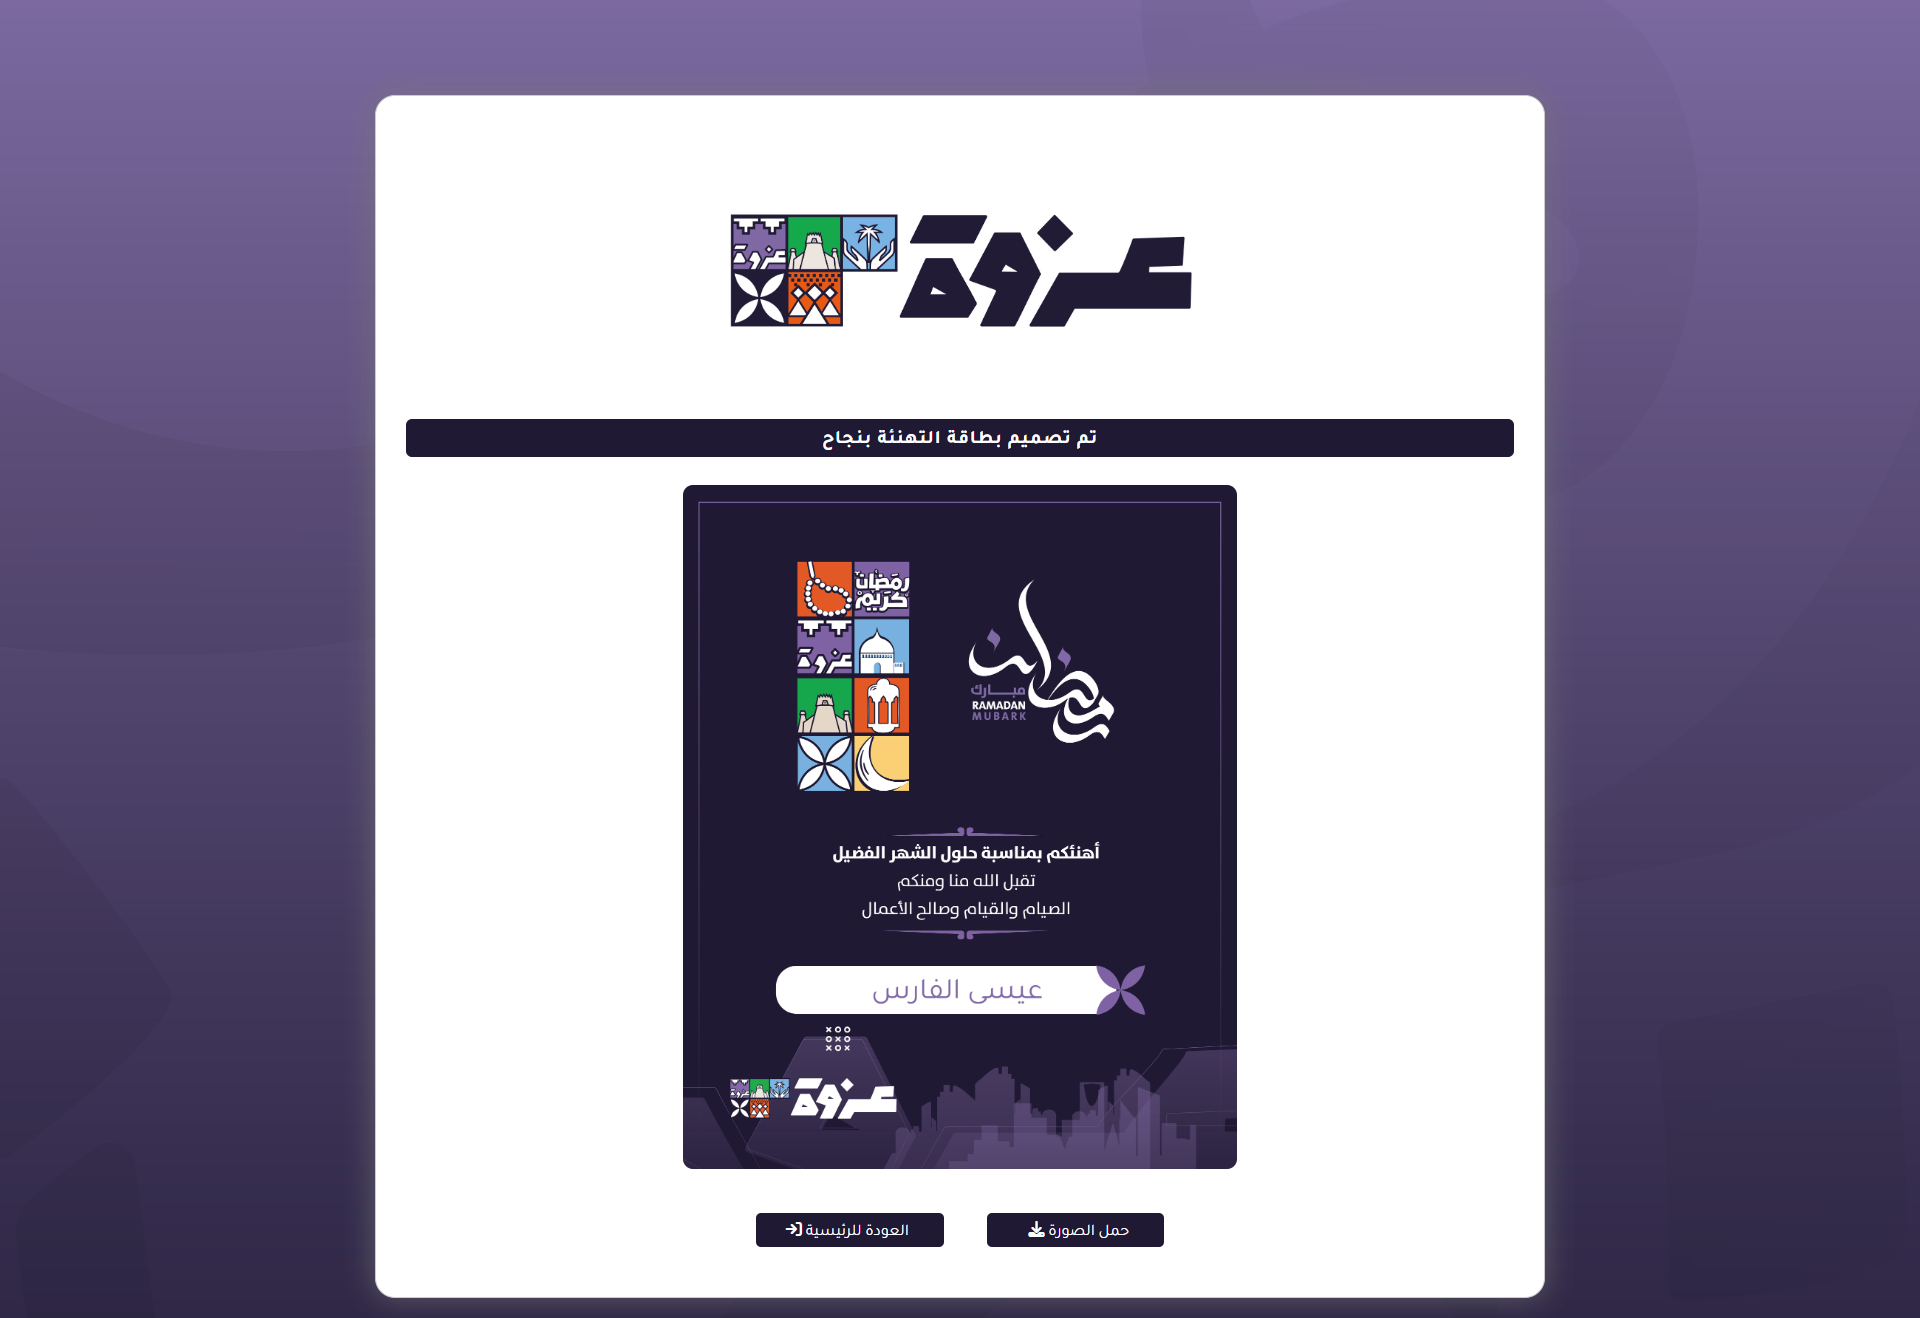 عزوة
عزوة
تم تصميم بطاقة التهنئة بنجاح
رمضان
كريم
عزوة
رمضان
مبارك
RAMADAN
MUBARK
أهنئكم بمناسبة حلول الشهر الفضيل
تقبل الله منا ومنكم
الصيام والقيام وصالح الأعمال
عيسى الفارس
عزوة
حمل الصورة
العودة للرئيسية